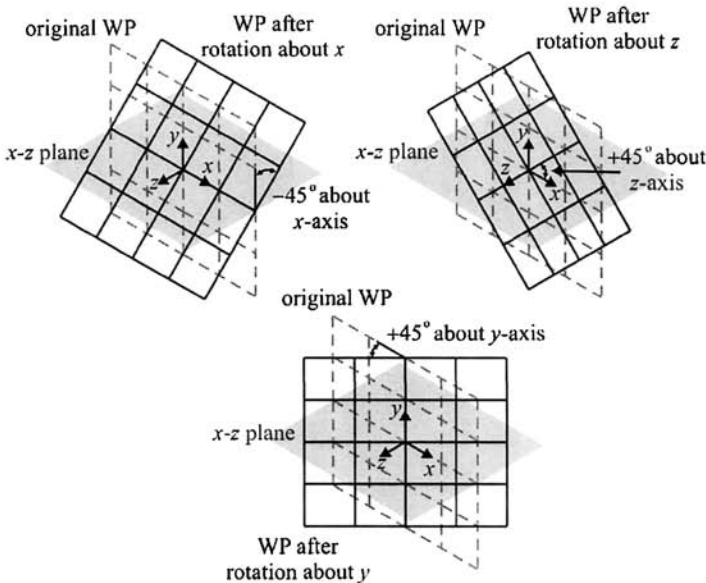 original WP
WP after
rotation about x
x-z plane
y
x
z
−45° about
x-axis
WP after
rotation about z
original WP
x-z plane
y
z
x
+45° about
z-axis
original WP
+45° about y-axis
x-z plane
y
z
x
WP after
rotation about y